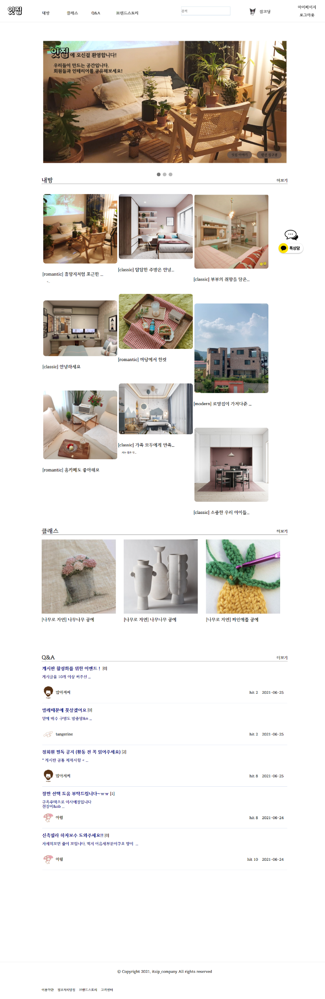 잇집
내방
클래스
Q&A
브랜드스토리
검색
잠코딩
마이페이지
로그아웃
잇집에 오신걸 환영합니다!
우리들이 만드는 공간입니다.
회원들과 인테리어를 공유해보세요!
잇집 이야기
랜선 집구경
내방
더보기
[romantic] 휴양지처럼 포근한 ...
<...
[classic] 답답한 주방은 안녕...
[classic] 부부의 취향을 담은...
톡상담
[classic] 안녕하세요
[romantic] 마당에서 한컷
[modern] 로망집이 가져다준 ...
[romantic] 홈카페도 좋아해요
[classic] 가족 모두에게 만족...
저는 집은 무...
[classic] 소중한 우리 아이들...
클래스
더보기
[나무로 자연] 나무나무 공예
[나무로 자연] 나무나무 공예
[나무로 자연] 파인애플 공예
Q&A
더보기
게시판 활성화를 위한 이벤트 ! [0]
게시글을 10개 이상 써주신 ...
밥아저씨
hit 2 2021-06-25
벌레때문에 못살겠어요 [0]
밑에 배수 구멍도 방충망&n ...
tangerine
hit 2 2021-06-25
정회원 필독 공지 (활동 전 꼭 읽어주세요) [2]
* 게시판 공통 제재사항 < ...
밥아저씨
hit 8 2021-06-25
장판 선택 도움 부탁드립니다~ㅠㅠ [1]
구옥주택으로 이사예정입니다
천장이&nb ...
아웽
hit 8 2021-06-24
신축빌라 하자보수 도와주세요!! [0]
자세히보면 줄이 보입니다, 벽지 이음새부분이구요 방이 ...
아웽
hit 10 2021-06-24
© Copyright 2021. itzip_company All rights reserved
이용약관
정보처리방침
브랜드스토리
고객센터